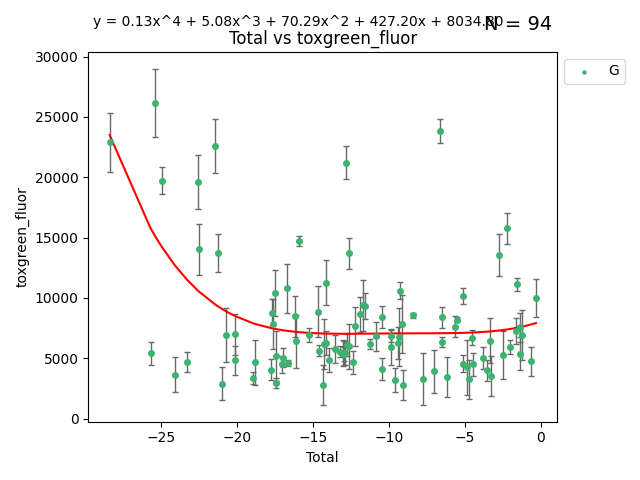 y = 0.13x^4 + 5.08x^3 + 70.29x^2 + 427.20x + 8034.80
N = 94
Total vs toxgreen_fluor
G
30000
25000
20000
15000
10000
5000
0
toxgreen_fluor
−25
−20
−15
−10
−5
0
Total